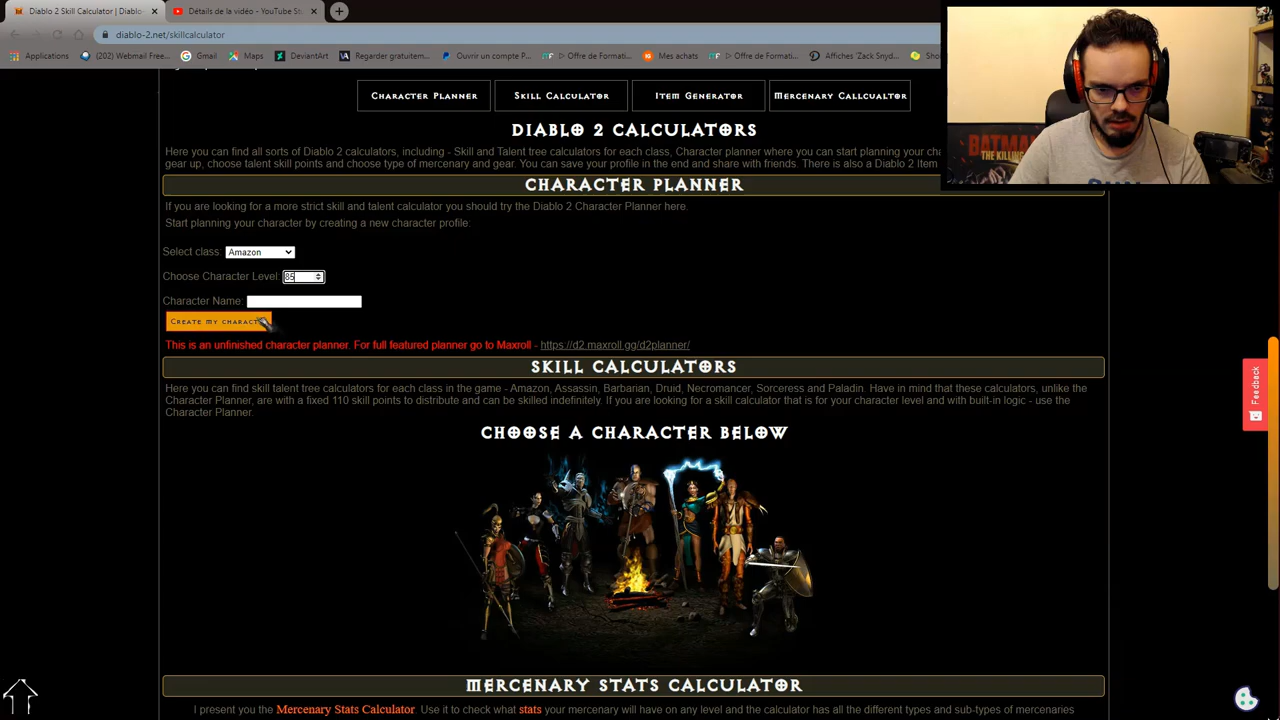 Diablo 2 Skill Calculator | Diablo-
Détails de la vidéo - YouTube St
diablo-2.net/skillcalculator
Applications
(202) Webmail Free...
Gmail
Maps
DeviantArt
Regarder gratuitem...
Ouvrir un compte P...
▷ Offre de Formati...
Mes achats
▷ Offre de Formati...
Affiches 'Zack Snyd...
BATMAN
THE KILLING
Character Planner
Skill Calculator
Item Generator
Mercenary Callcualtor
Diablo 2 Calculators
Here you can find all sorts of Diablo 2 calculators, including - Skill and Talent tree calculators for each class, Character planner where you can start planning your
gear up, choose talent skill points and choose type of mercenary and gear. You can save your profile in the end and share with friends. There is also a Diablo 2 Item
Character Planner
If you are looking for a more strict skill and talent calculator you should try the Diablo 2 Character Planner here.
Start planning your character by creating a new character profile:
Select class: Amazon
Choose Character Level: 85
Character Name:
Create my charact
This is an unfinished character planner. For full featured planner go to Maxroll - https://d2.maxroll.gg/d2planner/
Skill Calculators
Here you can find skill talent tree calculators for each class in the game - Amazon, Assassin, Barbarian, Druid, Necromancer, Sorceress and Paladin. Have in mind that these calculators, unlike the
Character Planner, are with a fixed 110 skill points to distribute and can be skilled indefinitely. If you are looking for a skill calculator that is for your character level and with built-in logic - use the
Character Planner.
Choose a character below
Feedback
Mercenary Stats Calculator
I present you the Mercenary Stats Calculator. Use it to check what stats your mercenary will have on any level and the calculator has all the different types and sub-types of mercenaries